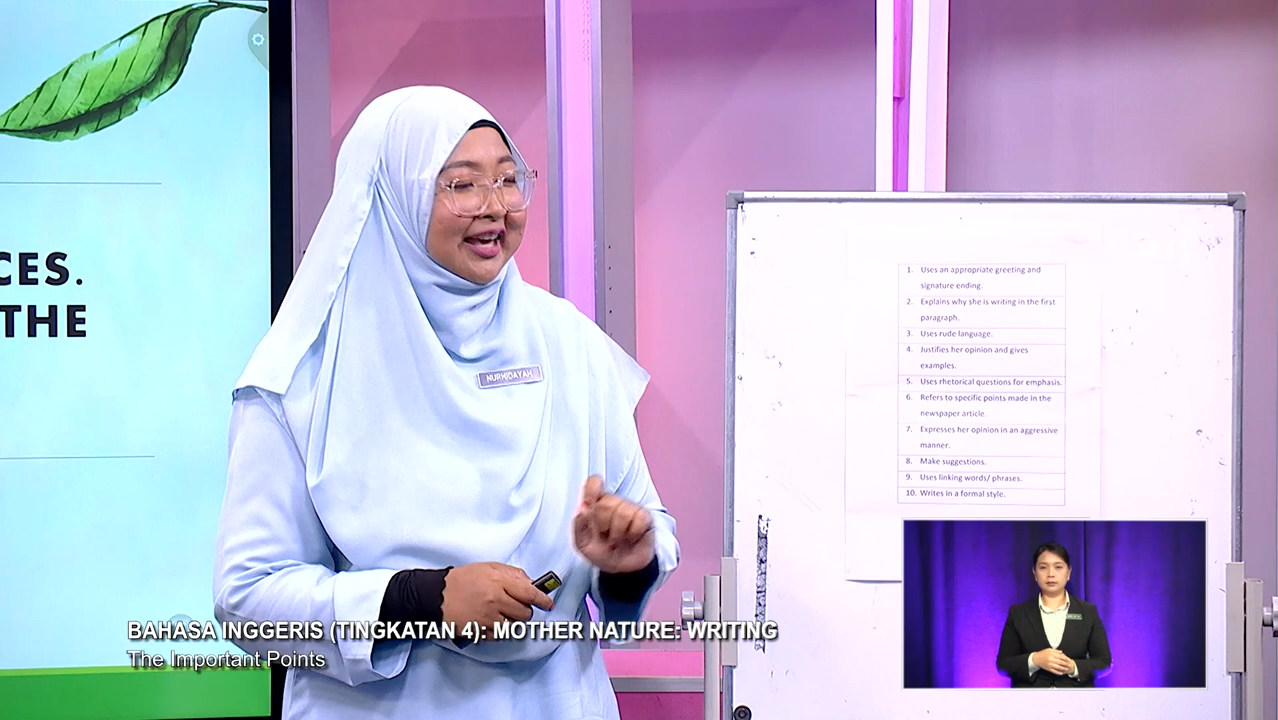 CES.
THE
NURHIDAYAH
1. Uses an appropriate greeting and
signature ending.
2. Explains why she is writing in the first
paragraph.
3. Uses rude language.
4. Justifies her opinion and gives
examples.
5. Uses rhetorical questions for emphasis.
6. Refers to specific points made in the
newspaper article.
7. Expresses her opinion in an aggressive
manner.
8. Make suggestions.
9. Uses linking words/ phrases.
10. Writes in a formal style.
BAHASA INGGERIS (TINGKATAN 4): MOTHER NATURE: WRITING
The Important Points